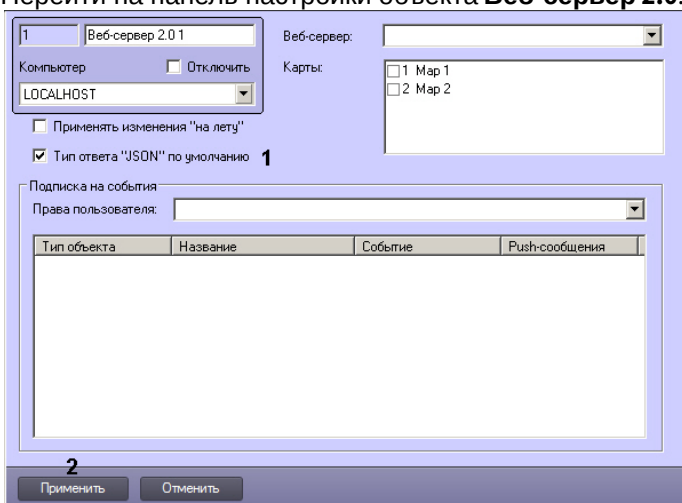 Перейти на панель настройки объекта Веб-сервер 2.0.
1 Веб-сервер 2.0 1
Веб-сервер:
Компьютер Отключить
Карты:
1 Map 1
2 Map 2
LOCALHOST
Применять изменения "на лету"
Тип ответа "JSON" по умолчанию 1
Подписка на события
Права пользователя:
Тип объекта Название Событие Push-сообщения
2
Применить Отменить